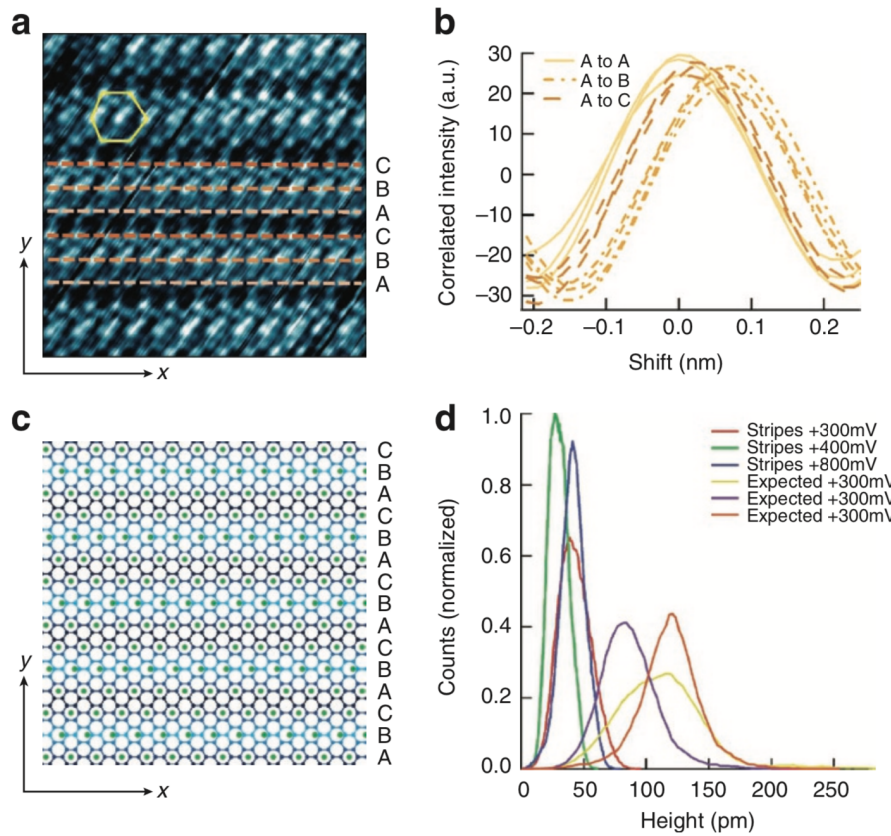 a
C
B
A
C
B
A
y
x
b
Correlated intensity (a.u.)
30
20
10
0
−10
−20
−30
A to A
A to B
A to C
−0.2
−0.1
0.0
0.1
0.2
Shift (nm)
c
C
B
A
C
B
A
C
B
A
C
B
A
C
B
A
y
x
d
Counts (normalized)
1.0
0.8
0.6
0.4
0.2
0.0
Stripes +300mV
Stripes +400mV
Stripes +800mV
Expected +300mV
Expected +300mV
Expected +300mV
0
50
100
150
200
250
Height (pm)